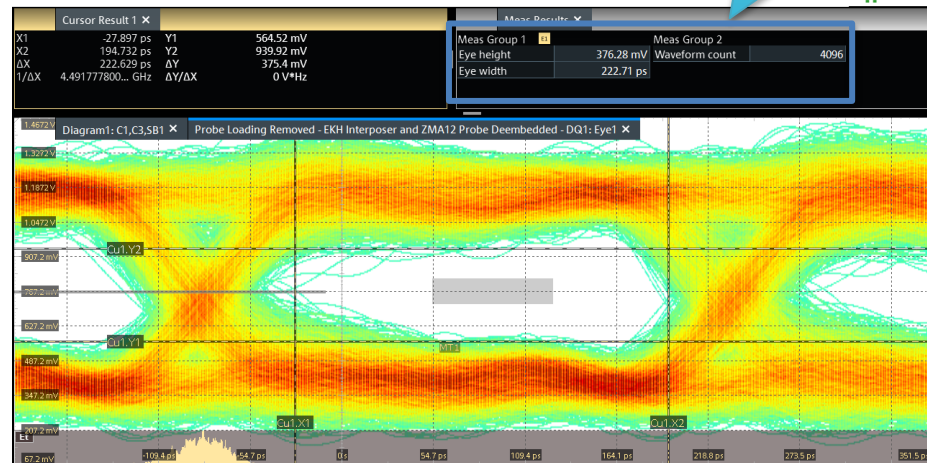 Cursor Result 1 ×
X1 -27.897 ps Y1 564.52 mV
X2 194.732 ps Y2 939.92 mV
ΔX 222.629 ps ΔY 375.4 mV
1/ΔX 4.491777800... GHz ΔY/ΔX 0 V*Hz
Meas Results ×
Meas Group 1 E1 Meas Group 2
Eye height 376.28 mV Waveform count 4096
Eye width 222.71 ps
Diagram1: C1,C3,SB1 × Probe Loading Removed - EKH Interposer and ZMA12 Probe Deembedded - DQ1: Eye1 ×
1.4672 V
1.3272 V
1.1872 V
1.0472 V
Cu1.Y2
907.2 mV
767.2 mV
627.2 mV
Cu1.Y1
MT1
487.2 mV
347.2 mV
Cu1.X1 Cu1.X2
207.2 mV
67.2 mV
-109.4 ps -54.7 ps 0 s 54.7 ps 109.4 ps 164.1 ps 218.8 ps 273.5 ps 351.5 ps